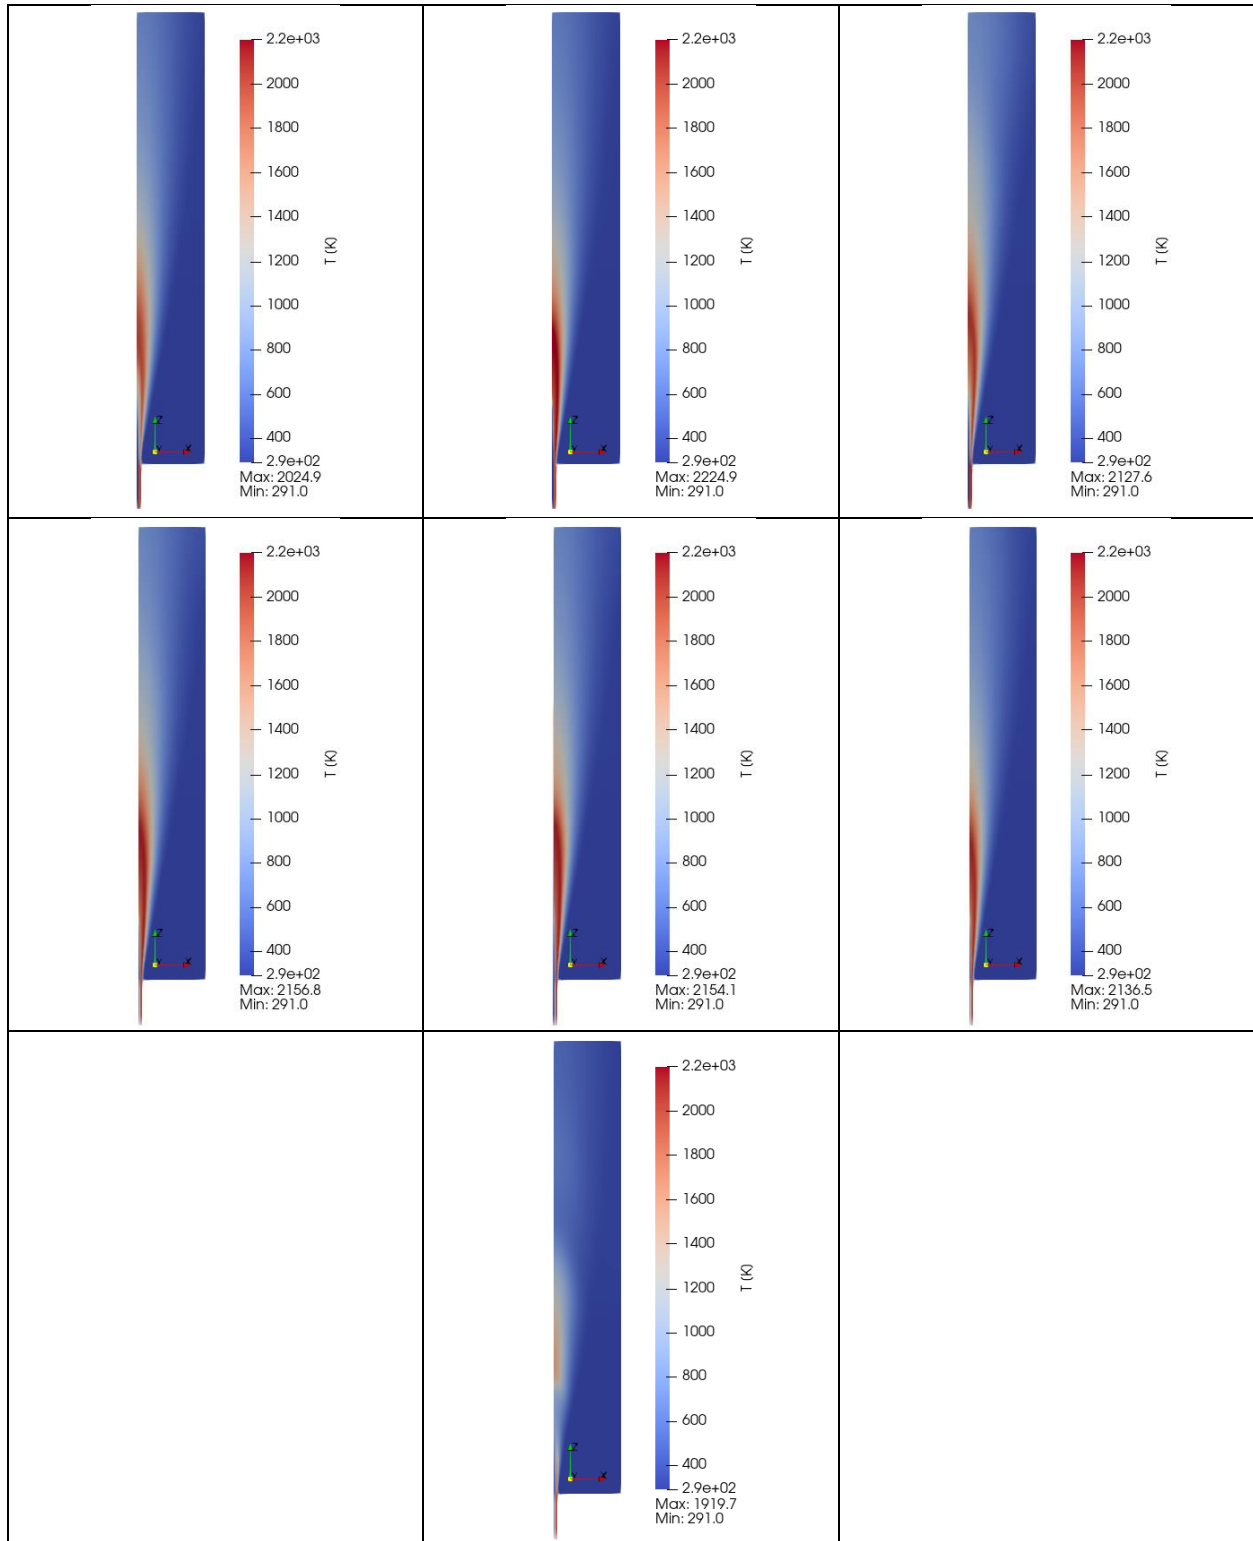 2.2e+03
2000
1800
1600
1400
1200
1000
800
600
400
2.9e+02
T (K)
Z
Y
X
Max: 2024.9
Min: 291.0
2.2e+03
2000
1800
1600
1400
1200
1000
800
600
400
2.9e+02
T (K)
Z
Y
X
Max: 2224.9
Min: 291.0
2.2e+03
2000
1800
1600
1400
1200
1000
800
600
400
2.9e+02
T (K)
Z
Y
X
Max: 2127.6
Min: 291.0
2.2e+03
2000
1800
1600
1400
1200
1000
800
600
400
2.9e+02
T (K)
Z
Y
X
Max: 2156.8
Min: 291.0
2.2e+03
2000
1800
1600
1400
1200
1000
800
600
400
2.9e+02
T (K)
Z
Y
X
Max: 2154.1
Min: 291.0
2.2e+03
2000
1800
1600
1400
1200
1000
800
600
400
2.9e+02
T (K)
Z
Y
X
Max: 2136.5
Min: 291.0
2.2e+03
2000
1800
1600
1400
1200
1000
800
600
400
2.9e+02
T (K)
Z
Y
X
Max: 1919.7
Min: 291.0